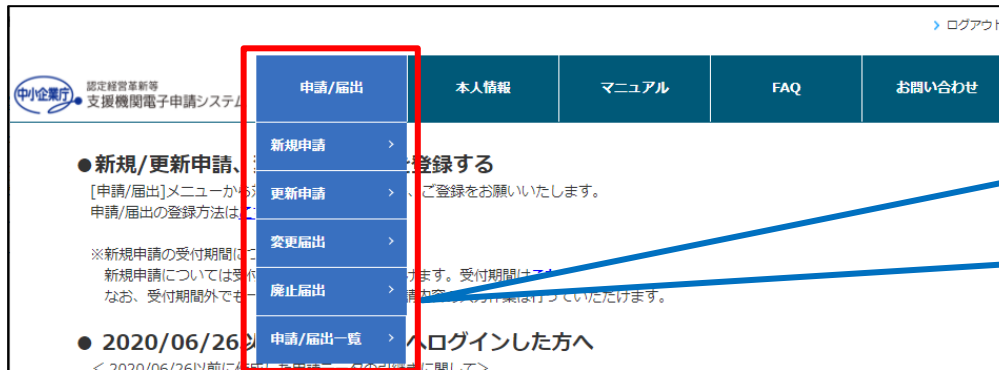 ログアウト
中小企業庁
認定経営革新等
支援機関電子申請システム
申請/届出
本人情報
マニュアル
FAQ
お問い合わせ
新規申請
更新申請
変更届出
廃止届出
申請/届出一覧
●新規/更新申請、
を登録する
[申請/届出]メニューから
、ご登録をお願いいたします。
申請/届出の登録方法は
※新規申請の受付期間に
新規申請については受付
ます。受付期間は
なお、受付期間外でも
の入力作業は行っていただけます。
● 2020/06/26以
へログインした方へ